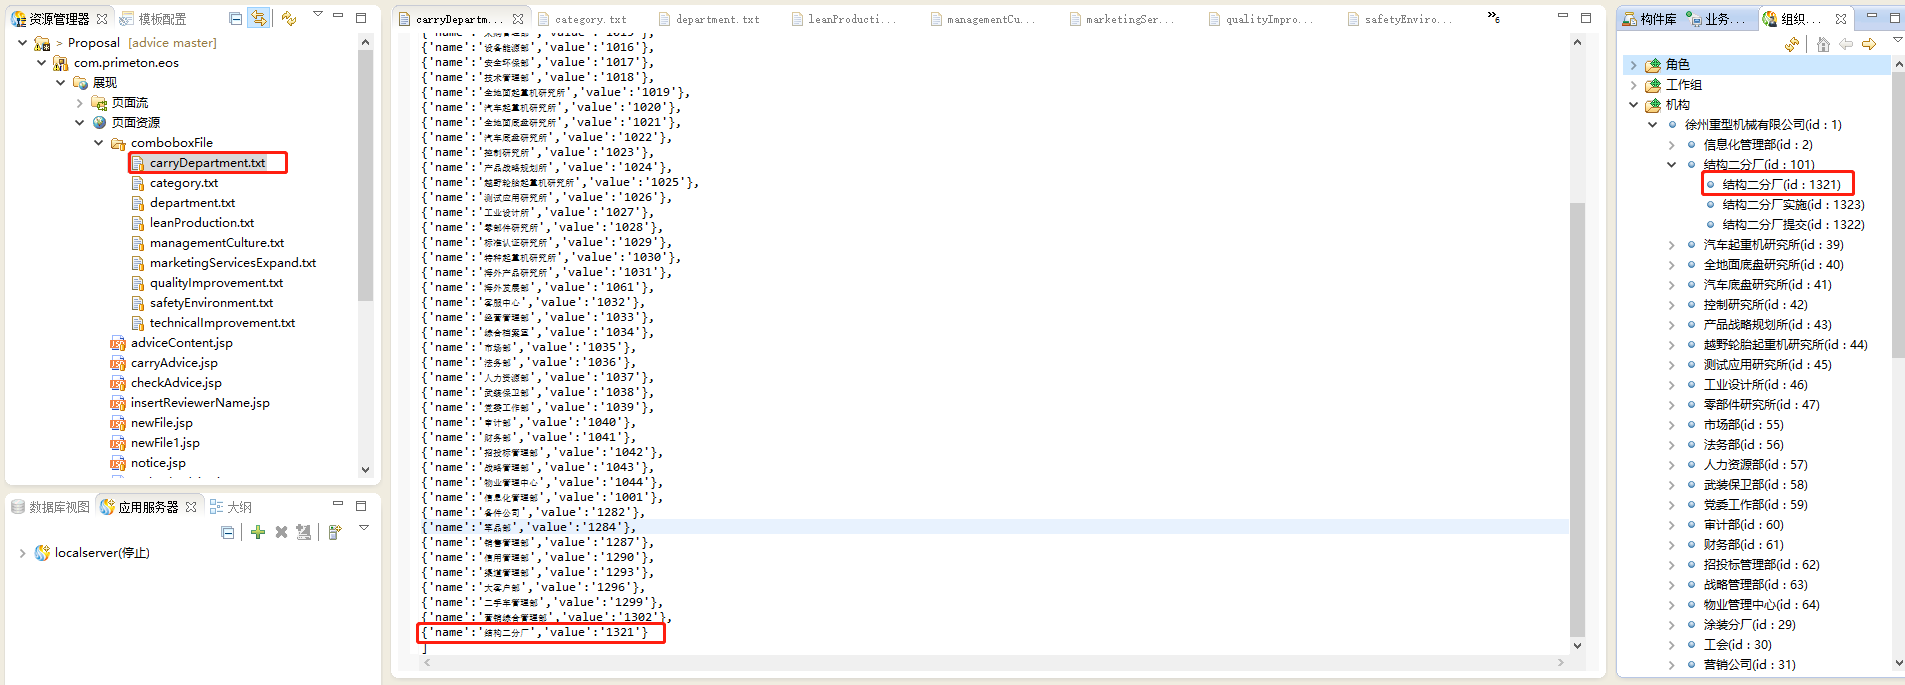 资源管理器
模板配置
> Proposal [advice master]
com.primeton.eos
展现
页面流
页面资源
comboboxFile
carryDepartment.txt
category.txt
department.txt
leanProduction.txt
managementCulture.txt
marketingServicesExpand.txt
qualityImprovement.txt
safetyEnvironment.txt
technicalImprovement.txt
adviceContent.jsp
carryAdvice.jsp
checkAdvice.jsp
insertReviewerName.jsp
newFile.jsp
newFile1.jsp
notice.jsp
数据库视图
应用服务器
大纲
localserver(停止)
carryDepartm...
category.txt
department.txt
leanProducti...
managementCu...
marketingSer...
qualityImpro...
safetyEnviro...
»6
{'name':'采购管理部','value':'1015'},
{'name':'设备能源部','value':'1016'},
{'name':'安全环保部','value':'1017'},
{'name':'技术管理部','value':'1018'},
{'name':'全地面起重机研究所','value':'1019'},
{'name':'汽车起重机研究所','value':'1020'},
{'name':'全地面底盘研究所','value':'1021'},
{'name':'汽车底盘研究所','value':'1022'},
{'name':'控制研究所','value':'1023'},
{'name':'产品战略规划所','value':'1024'},
{'name':'越野轮胎起重机研究所','value':'1025'},
{'name':'测试应用研究所','value':'1026'},
{'name':'工业设计所','value':'1027'},
{'name':'零部件研究所','value':'1028'},
{'name':'标准认证研究所','value':'1029'},
{'name':'特种起重机研究所','value':'1030'},
{'name':'海外产品研究所','value':'1031'},
{'name':'海外发展部','value':'1061'},
{'name':'客服中心','value':'1032'},
{'name':'经营管理部','value':'1033'},
{'name':'综合档案室','value':'1034'},
{'name':'市场部','value':'1035'},
{'name':'法务部','value':'1036'},
{'name':'人力资源部','value':'1037'},
{'name':'武装保卫部','value':'1038'},
{'name':'党委工作部','value':'1039'},
{'name':'审计部','value':'1040'},
{'name':'财务部','value':'1041'},
{'name':'招投标管理部','value':'1042'},
{'name':'战略管理部','value':'1043'},
{'name':'物业管理中心','value':'1044'},
{'name':'信息化管理部','value':'1001'},
{'name':'备件公司','value':'1282'},
{'name':'军品部','value':'1284'},
{'name':'销售管理部','value':'1287'},
{'name':'信用管理部','value':'1290'},
{'name':'渠道管理部','value':'1293'},
{'name':'大客户部','value':'1296'},
{'name':'二手车管理部','value':'1299'},
{'name':'营销综合管理部','value':'1302'},
{'name':'结构二分厂','value':'1321'}
]
构件库
业务...
组织...
角色
工作组
机构
徐州重型机械有限公司(id : 1)
信息化管理部(id : 2)
结构二分厂(id : 101)
结构二分厂(id : 1321)
结构二分厂实施(id : 1323)
结构二分厂提交(id : 1322)
汽车起重机研究所(id : 39)
全地面底盘研究所(id : 40)
汽车底盘研究所(id : 41)
控制研究所(id : 42)
产品战略规划所(id : 43)
越野轮胎起重机研究所(id : 44)
测试应用研究所(id : 45)
工业设计所(id : 46)
零部件研究所(id : 47)
市场部(id : 55)
法务部(id : 56)
人力资源部(id : 57)
武装保卫部(id : 58)
党委工作部(id : 59)
审计部(id : 60)
财务部(id : 61)
招投标管理部(id : 62)
战略管理部(id : 63)
物业管理中心(id : 64)
涂装分厂(id : 29)
工会(id : 30)
营销公司(id : 31)